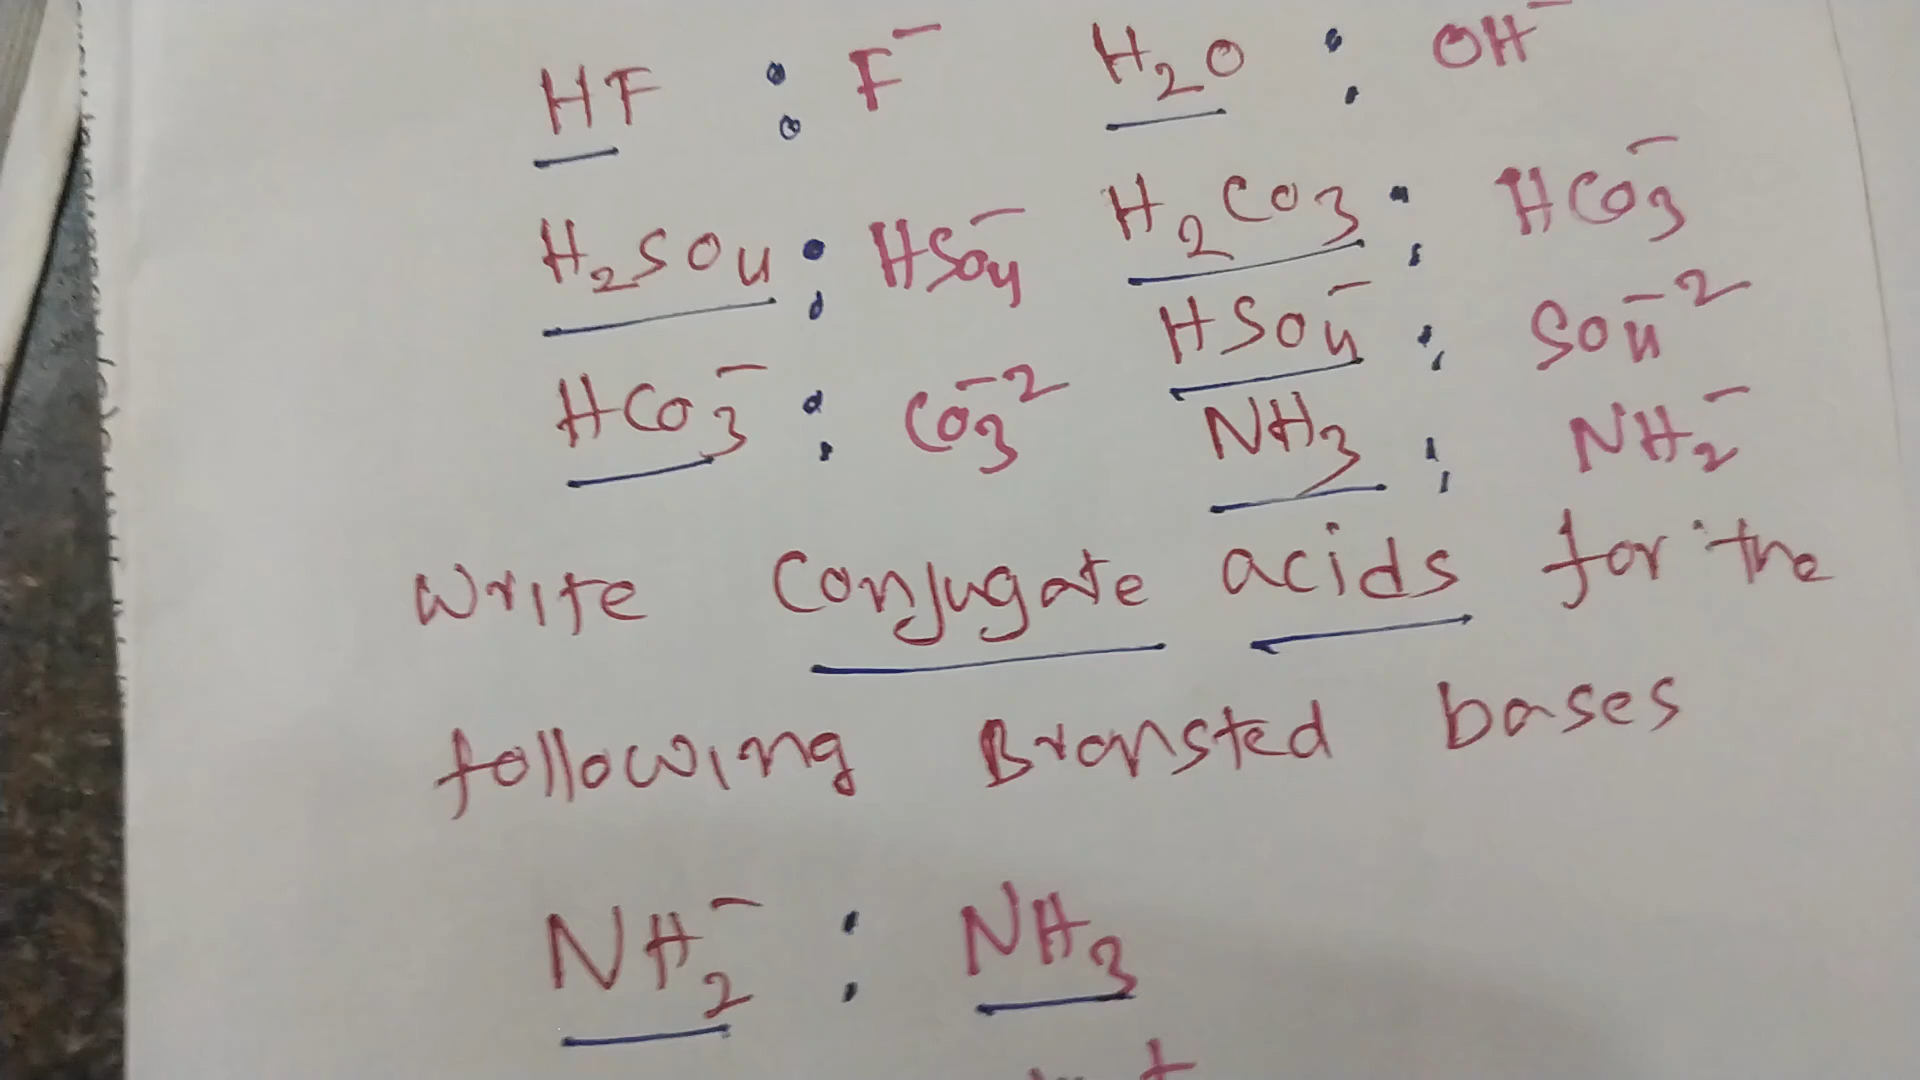 HF : F⁻ H₂O : OH⁻
H₂SO₄ : HSO₄⁻ H₂CO₃ : HCO₃⁻
HCO₃⁻ : CO₃⁻² HSO₄⁻ : SO₄⁻²
NH₃ : NH₂⁻
Write Conjugate acids for the
following Bronsted bases
NH₂⁻ : NH₃